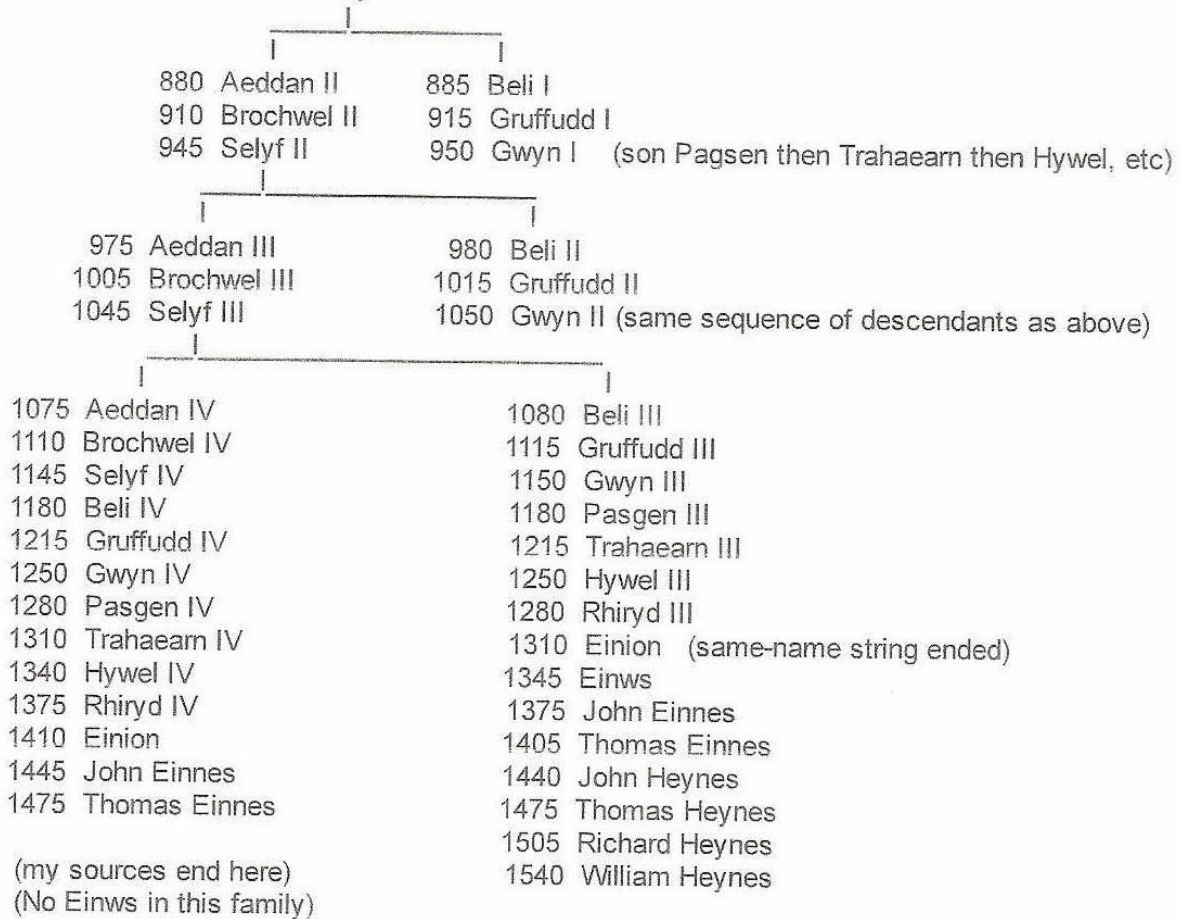 880 Aeddan II 885 Beli I
910 Brochwel II 915 Gruffudd I
945 Selyf II 950 Gwyn I (son Pagsen then Trahaearn then Hywel, etc)
975 Aeddan III 980 Beli II
1005 Brochwel III 1015 Gruffudd II
1045 Selyf III 1050 Gwyn II (same sequence of descendants as above)
1075 Aeddan IV 1080 Beli III
1110 Brochwel IV 1115 Gruffudd III
1145 Selyf IV 1150 Gwyn III
1180 Beli IV 1180 Pasgen III
1215 Gruffudd IV 1215 Trahaearn III
1250 Gwyn IV 1250 Hywel III
1280 Pasgen IV 1280 Rhiryd III
1310 Trahaearn IV 1310 Einion (same-name string ended)
1340 Hywel IV 1345 Einws
1375 Rhiryd IV 1375 John Einnes
1410 Einion 1405 Thomas Einnes
1445 John Einnes 1440 John Heynes
1475 Thomas Einnes 1475 Thomas Heynes
1505 Richard Heynes
(my sources end here) 1540 William Heynes
(No Einws in this family)